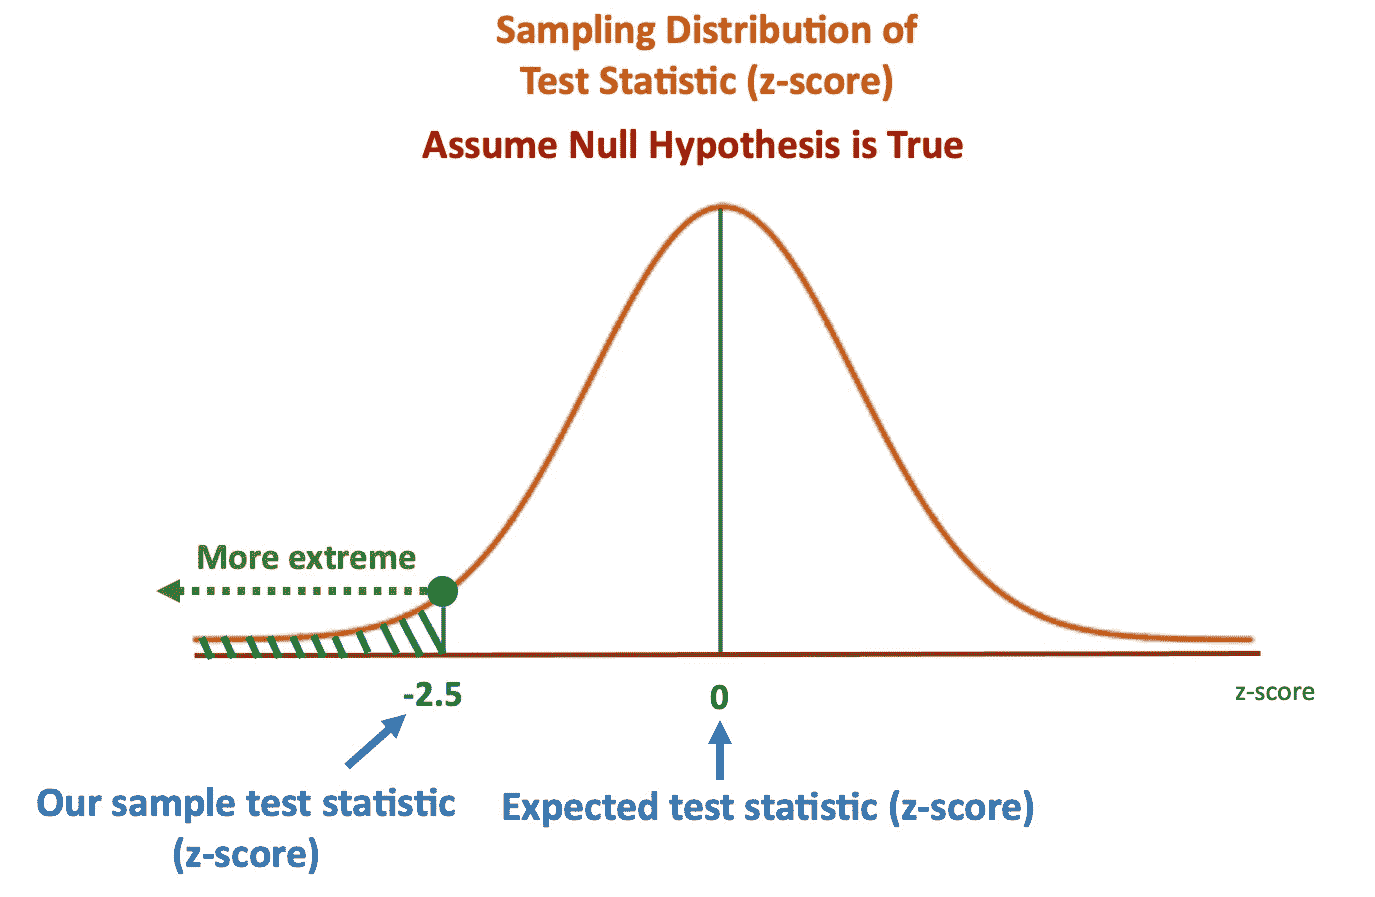 Sampling Distribution of
Test Statistic (z-score)
Assume Null Hypothesis is True
More extreme
-2.5
0
z-score
Our sample test statistic
(z-score)
Expected test statistic (z-score)